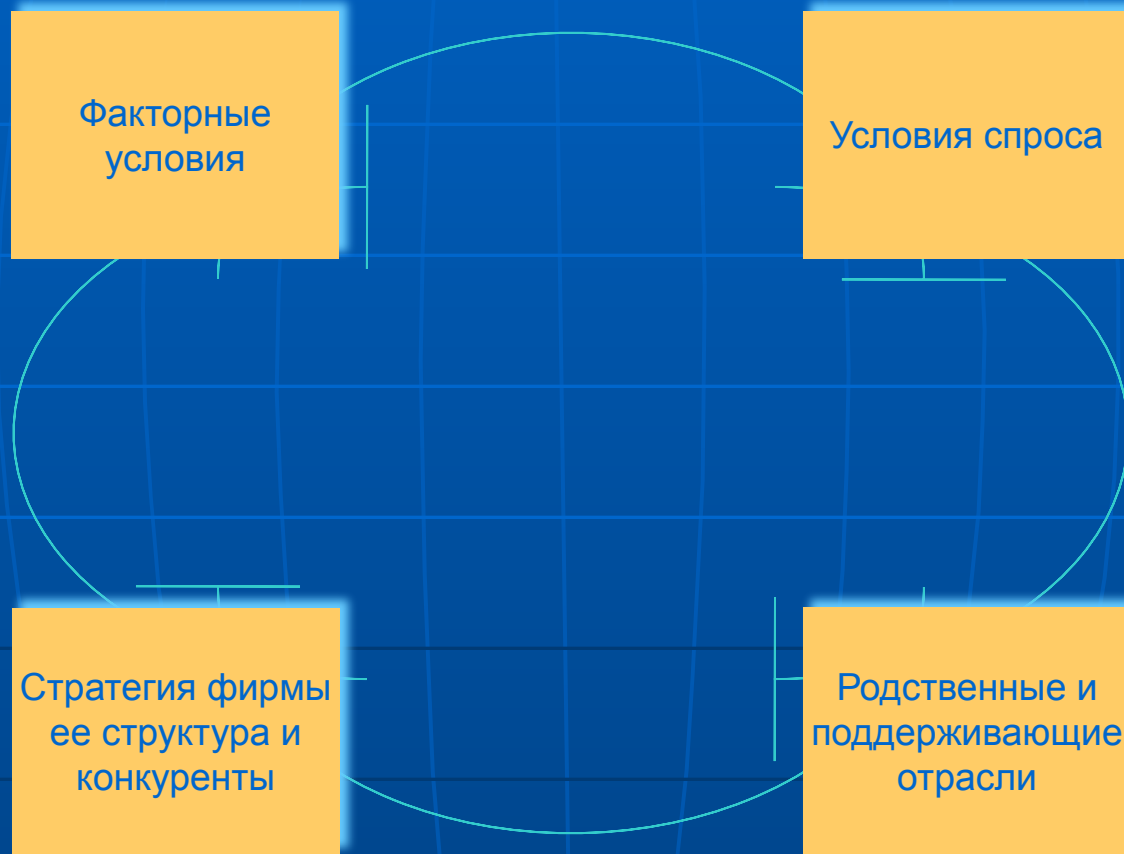 Факторные
условия
Условия спроса
Стратегия фирмы
ее структура и
конкуренты
Родственные и
поддерживающие
отрасли